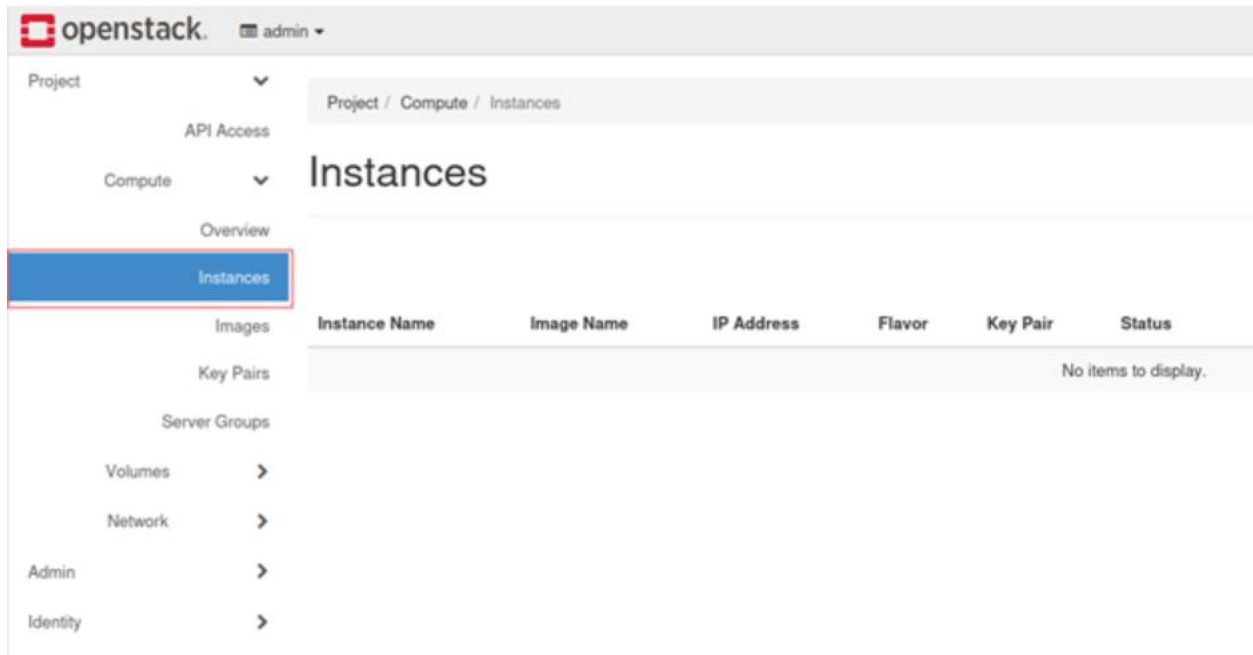 openstack. admin
Project
API Access
Compute
Overview
Instances
Images
Key Pairs
Server Groups
Volumes
Network
Admin
Identity
Project / Compute / Instances
Instances
Instance Name Image Name IP Address Flavor Key Pair Status
No items to display.